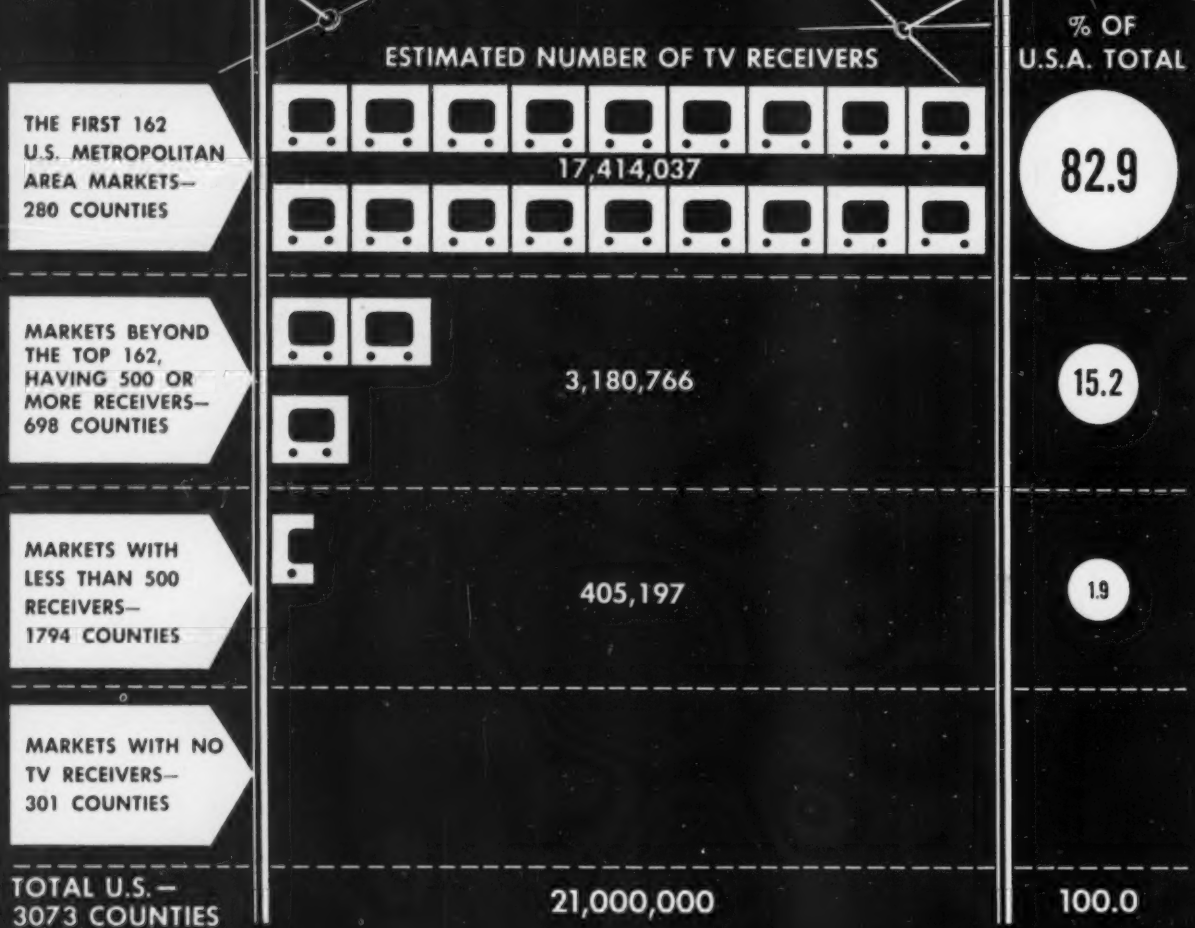 ESTIMATED NUMBER OF TV RECEIVERS
% OF
U.S.A. TOTAL
THE FIRST 162
U.S. METROPOLITAN
AREA MARKETS—
280 COUNTIES
17,414,037
82.9
MARKETS BEYOND
THE TOP 162,
HAVING 500 OR
MORE RECEIVERS—
698 COUNTIES
3,180,766
15.2
MARKETS WITH
LESS THAN 500
RECEIVERS—
1794 COUNTIES
405,197
1.9
MARKETS WITH NO
TV RECEIVERS—
301 COUNTIES
TOTAL U.S.—
3073 COUNTIES
21,000,000
100.0